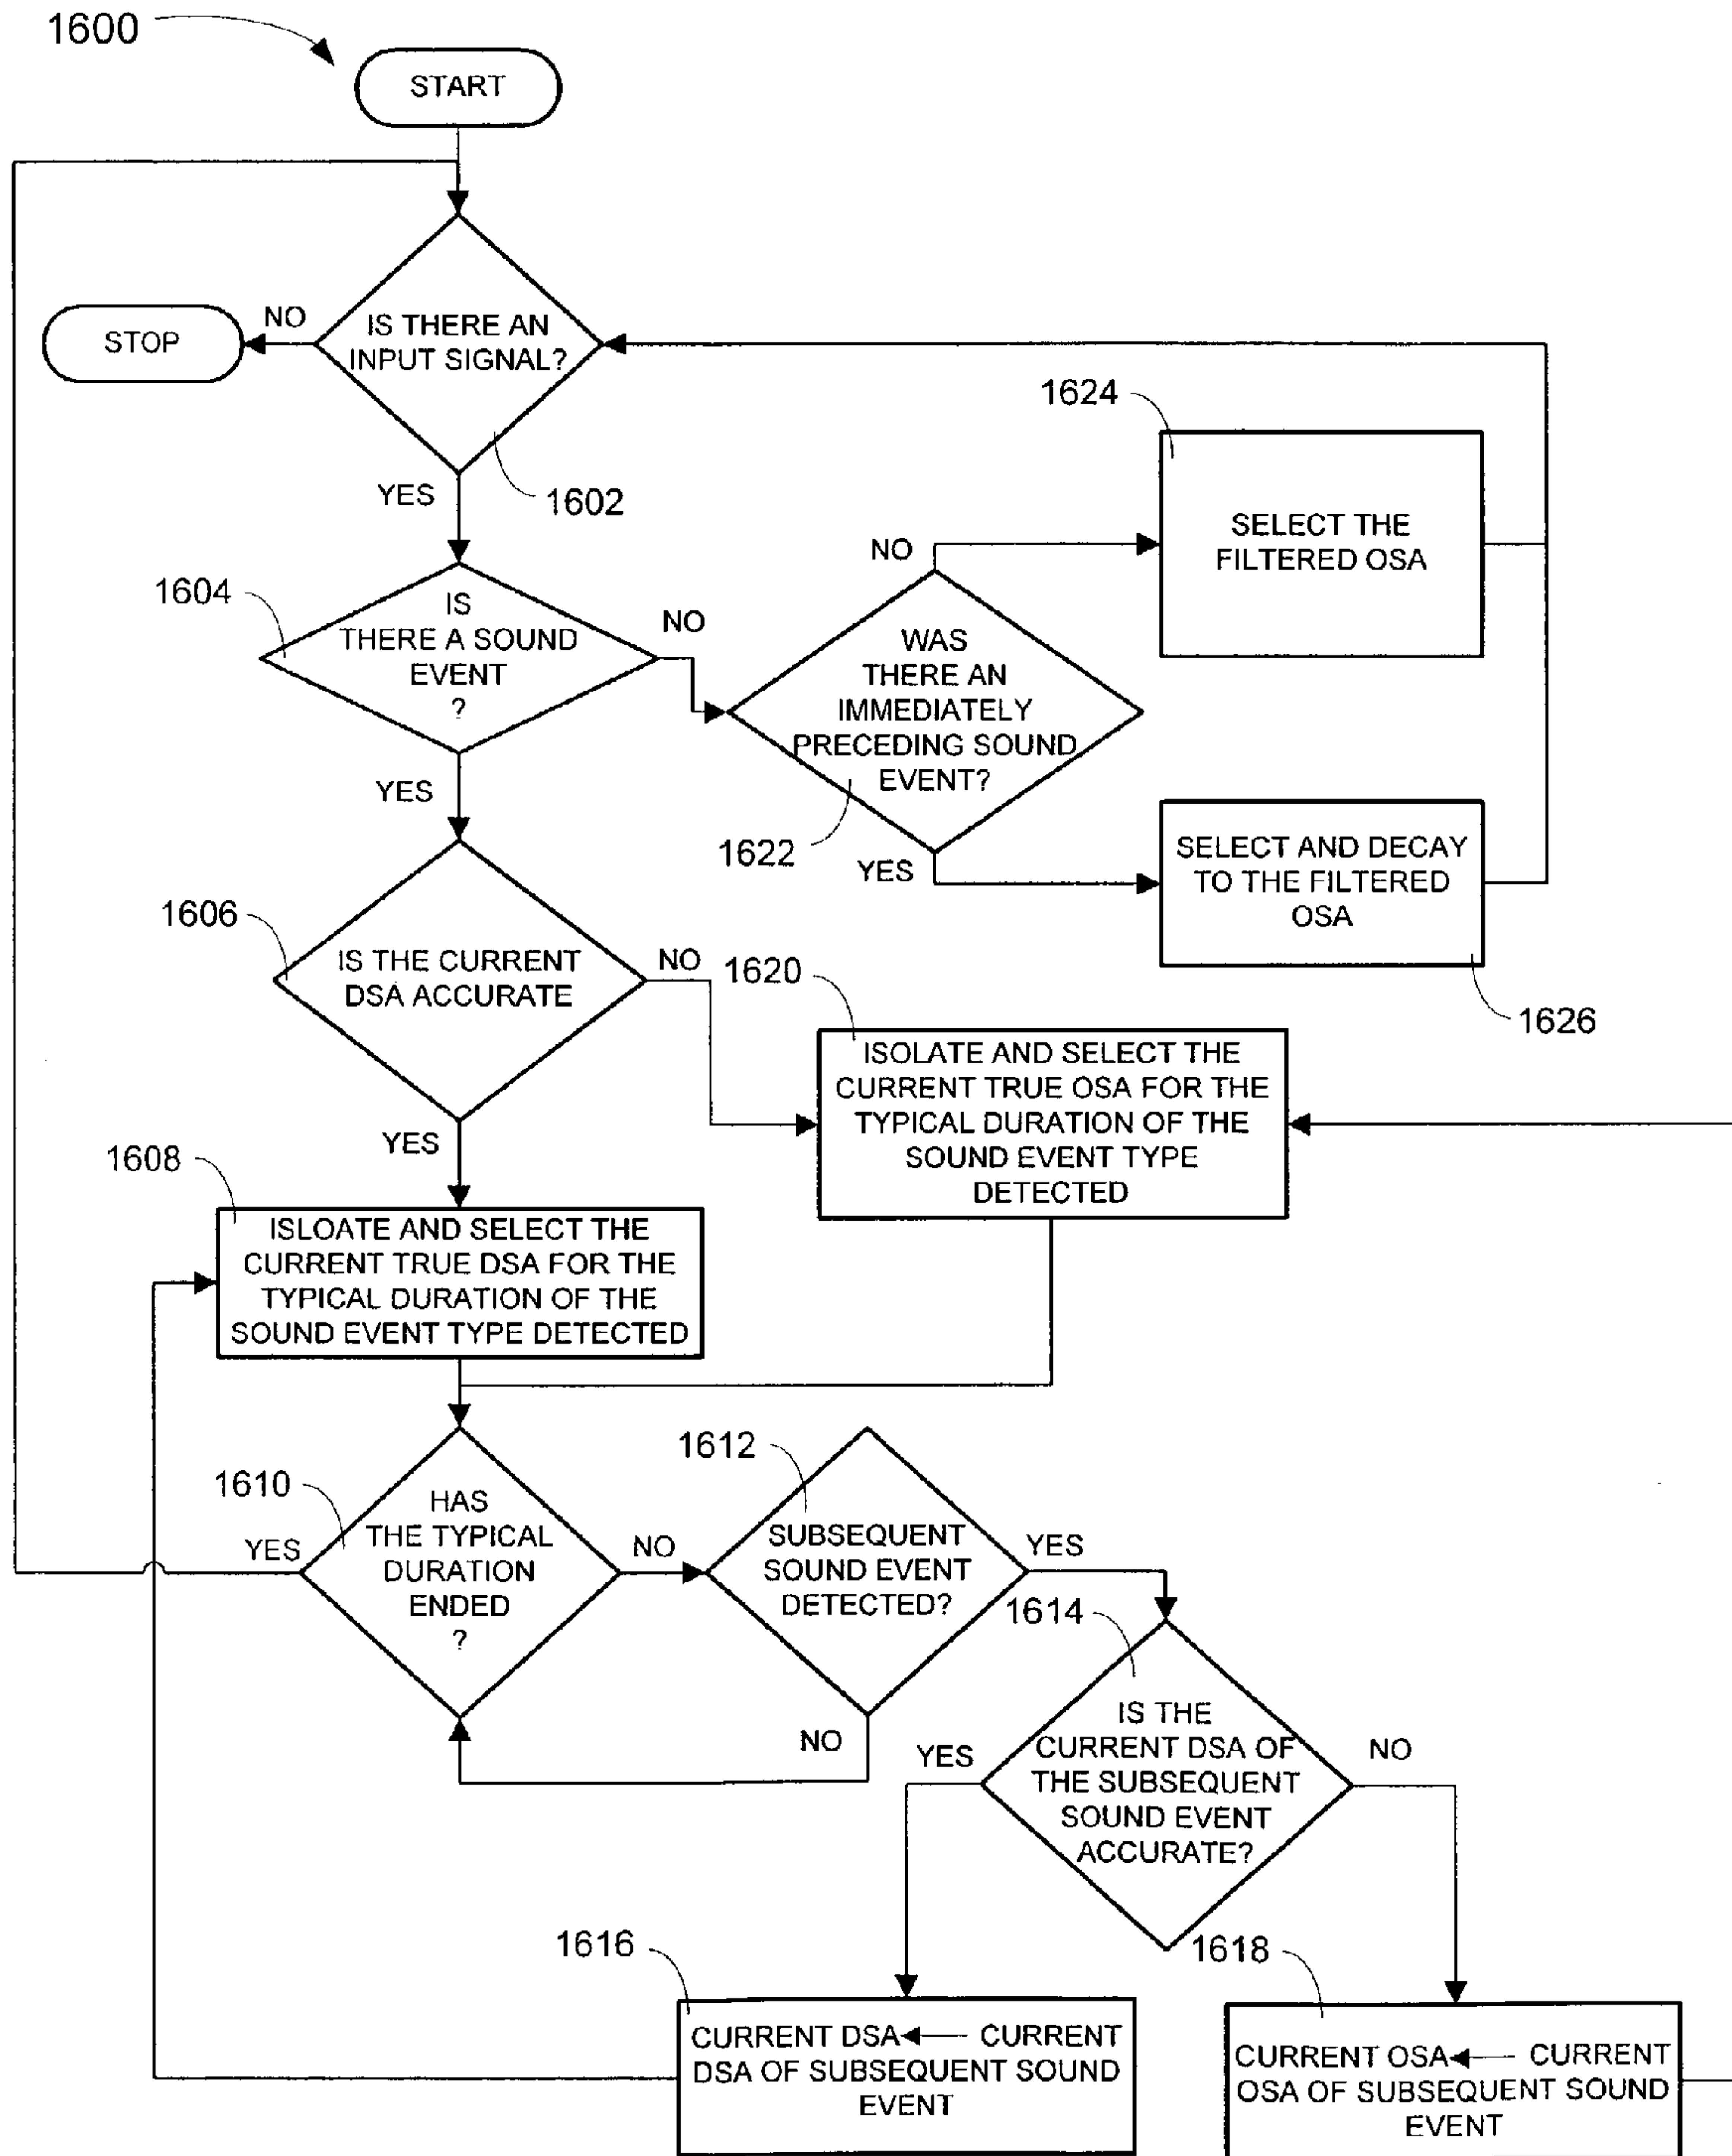 1600
START
STOP
NO
IS THERE AN
INPUT SIGNAL?
1624
YES
1602
SELECT THE
FILTERED OSA
NO
1604
IS
THERE A SOUND
EVENT
?
NO
WAS
THERE AN
IMMEDIATELY
PRECEDING SOUND
EVENT?
YES
1622
YES
SELECT AND DECAY
TO THE FILTERED
OSA
1626
1606
IS THE CURRENT
DSA ACCURATE
NO
1620
ISOLATE AND SELECT THE
CURRENT TRUE OSA FOR THE
TYPICAL DURATION OF THE
SOUND EVENT TYPE
DETECTED
YES
1608
ISLOATE AND SELECT THE
CURRENT TRUE DSA FOR THE
TYPICAL DURATION OF THE
SOUND EVENT TYPE DETECTED
1610
HAS
THE TYPICAL
DURATION
ENDED
?
YES
NO
1612
SUBSEQUENT
SOUND EVENT
DETECTED?
YES
NO
1614
IS THE
CURRENT DSA OF
THE SUBSEQUENT
SOUND EVENT
ACCURATE?
YES
NO
1616
CURRENT DSA ← CURRENT
DSA OF SUBSEQUENT SOUND
EVENT
1618
CURRENT OSA ← CURRENT
OSA OF SUBSEQUENT SOUND
EVENT